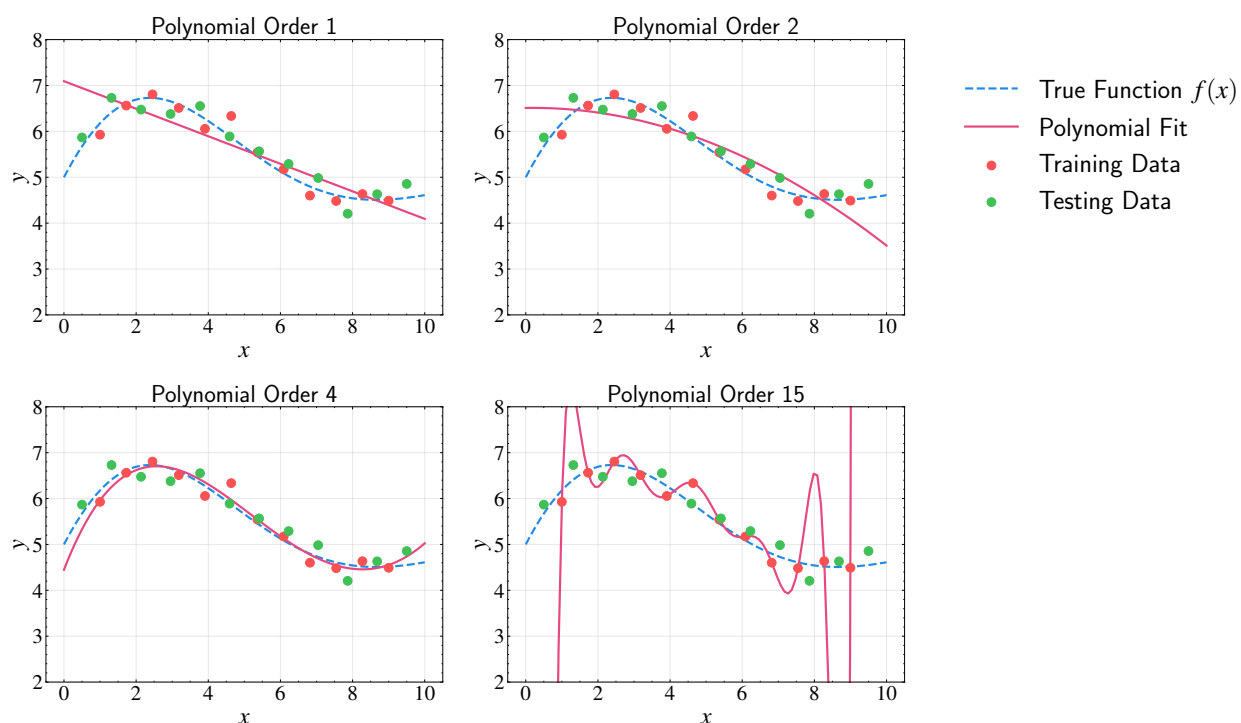 Polynomial Order 1
8
7
6
5
4
3
2
y
0 2 4 6 8 10
x
Polynomial Order 2
8
7
6
5
4
3
2
y
0 2 4 6 8 10
x
True Function f(x)
Polynomial Fit
Training Data
Testing Data
Polynomial Order 4
8
7
6
5
4
3
2
y
0 2 4 6 8 10
x
Polynomial Order 15
8
7
6
5
4
3
2
y
0 2 4 6 8 10
x